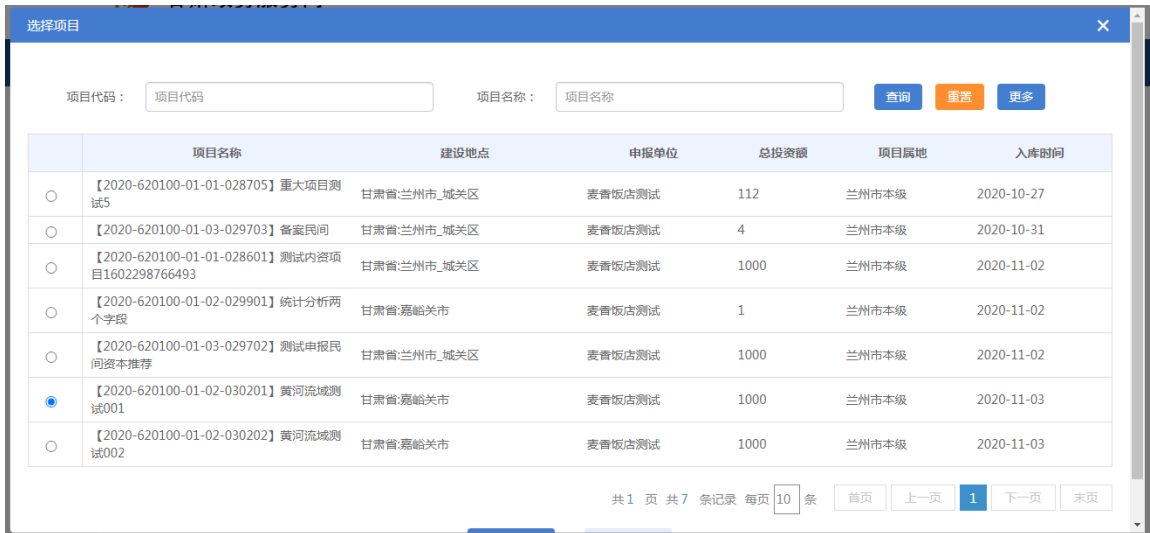 选择项目
项目代码： 项目代码 项目名称： 项目名称 查询 重置 更多
项目名称 建设地点 申报单位 总投资额 项目属地 入库时间
【2020-620100-01-01-028705】重大项目测
试5
甘肃省:兰州市_城关区 麦香饭店测试 112 兰州市本级 2020-10-27
【2020-620100-01-03-029703】备案民间 甘肃省:兰州市_城关区 麦香饭店测试 4 兰州市本级 2020-10-31
【2020-620100-01-01-028601】测试内资项
目1602298766493
甘肃省:兰州市_城关区 麦香饭店测试 1000 兰州市本级 2020-11-02
【2020-620100-01-02-029901】统计分析两
个字段
甘肃省:嘉峪关市 麦香饭店测试 1 兰州市本级 2020-11-02
【2020-620100-01-03-029702】测试申报民
间资本推荐
甘肃省:兰州市_城关区 麦香饭店测试 1000 兰州市本级 2020-11-02
【2020-620100-01-02-030201】黄河流域测
试001
甘肃省:嘉峪关市 麦香饭店测试 1000 兰州市本级 2020-11-03
【2020-620100-01-02-030202】黄河流域测
试002
甘肃省:嘉峪关市 麦香饭店测试 1000 兰州市本级 2020-11-03
共1 页 共7 条记录 每页 10 条 首页 上一页 1 下一页 末页